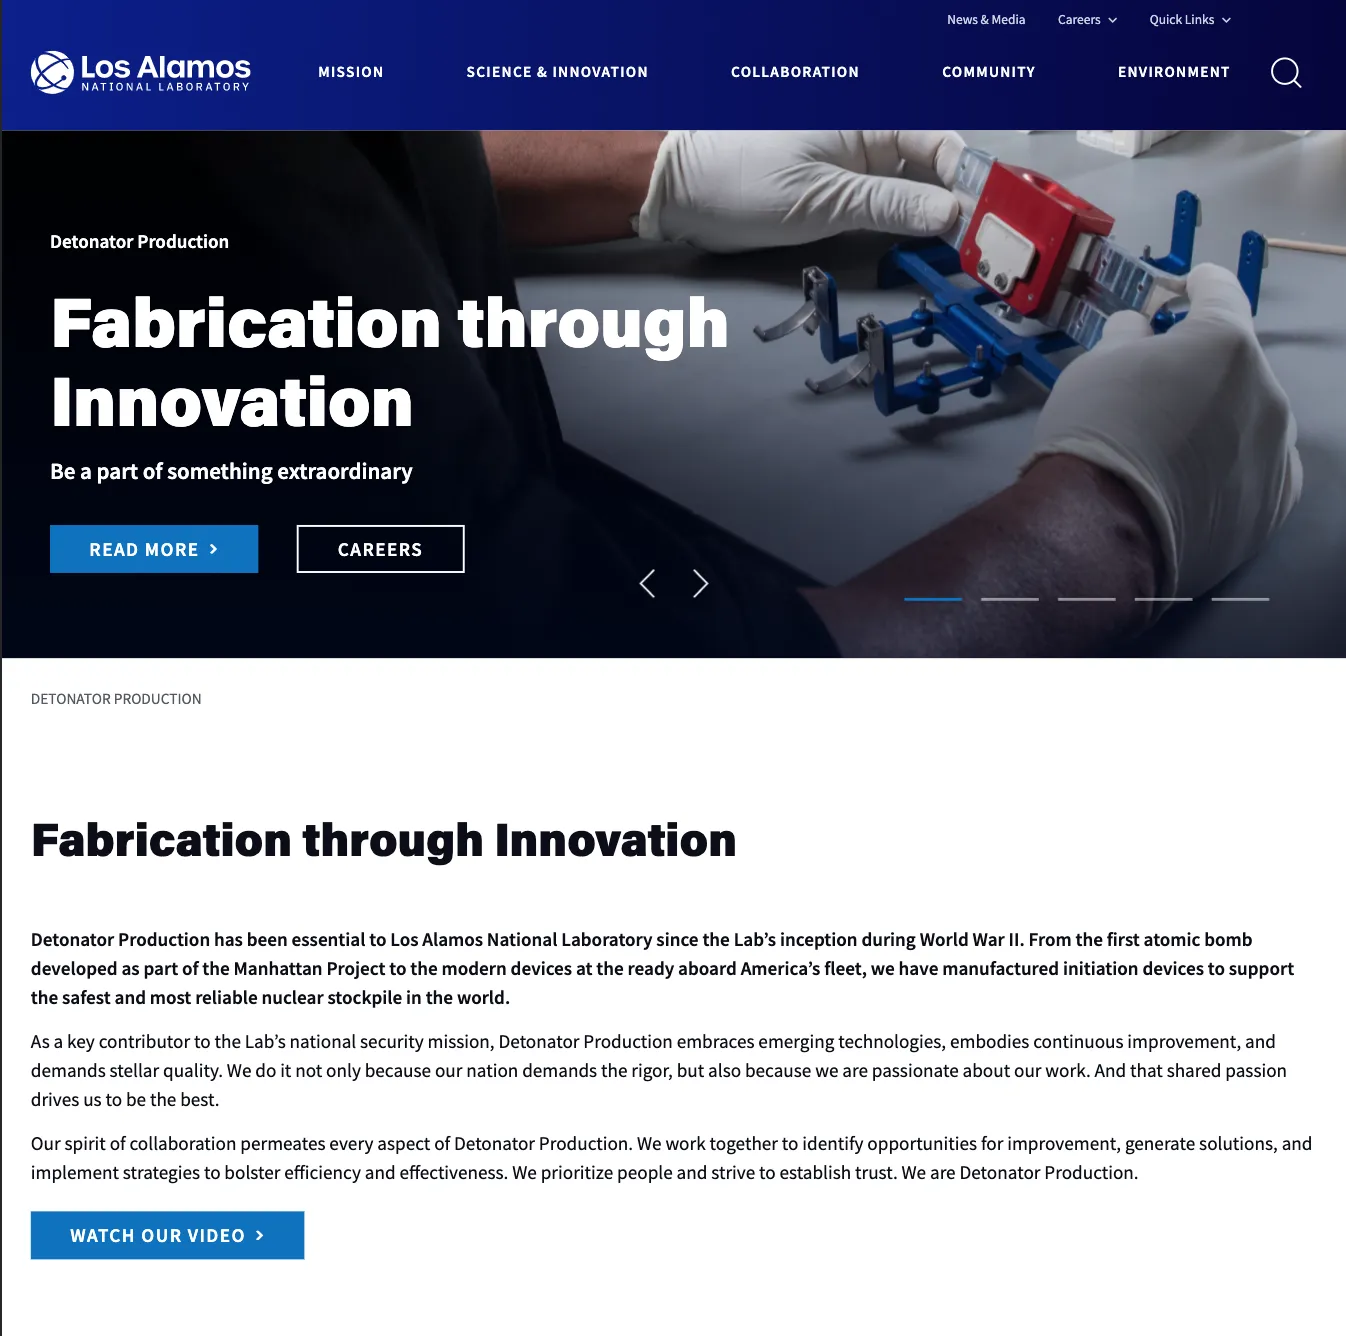 News & Media Careers Quick Links
Los Alamos
NATIONAL LABORATORY
MISSION SCIENCE & INNOVATION COLLABORATION COMMUNITY ENVIRONMENT
Detonator Production
Fabrication through
Innovation
Be a part of something extraordinary
READ MORE CAREERS
DETONATOR PRODUCTION
Fabrication through Innovation
Detonator Production has been essential to Los Alamos National Laboratory since the Lab’s inception during World War II. From the first atomic bomb
developed as part of the Manhattan Project to the modern devices at the ready aboard America’s fleet, we have manufactured initiation devices to support
the safest and most reliable nuclear stockpile in the world.
As a key contributor to the Lab’s national security mission, Detonator Production embraces emerging technologies, embodies continuous improvement, and
demands stellar quality. We do it not only because our nation demands the rigor, but also because we are passionate about our work. And that shared passion
drives us to be the best.
Our spirit of collaboration permeates every aspect of Detonator Production. We work together to identify opportunities for improvement, generate solutions, and
implement strategies to bolster efficiency and effectiveness. We prioritize people and strive to establish trust. We are Detonator Production.
WATCH OUR VIDEO